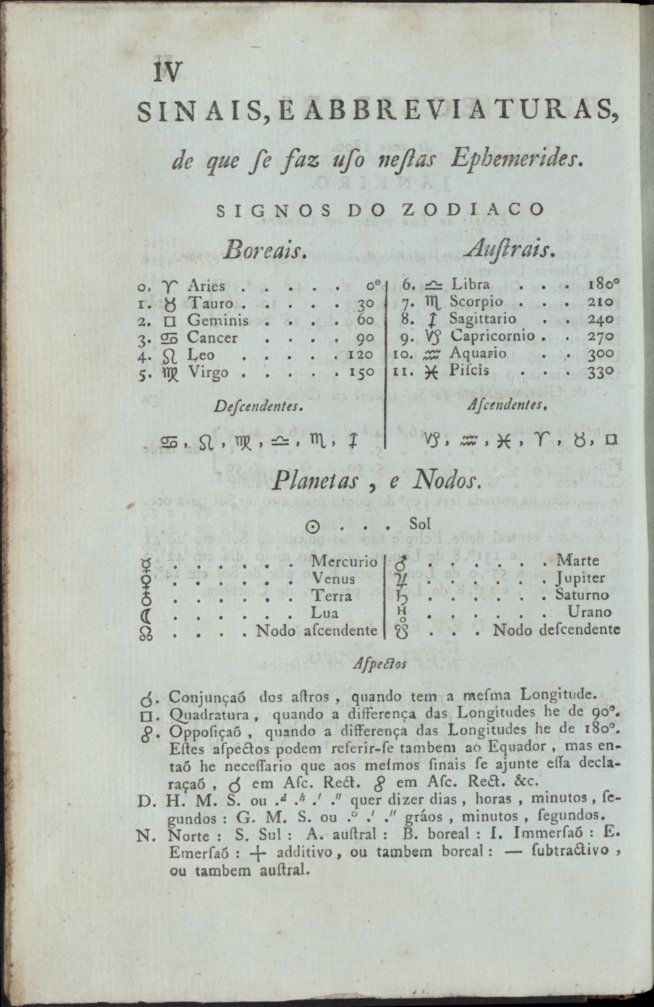 IV
SINAIS, E ABBREVIATURAS,
de que ſe faz uſo neſtas Ephemerides.
SIGNOS DO ZODIACO
Boreais.
0. ♈ Aries . . . . . 0°
1. ♉ Tauro . . . . . 30
2. □ Geminis . . . . 60
3. ♋ Cancer . . . . 90
4. ♌ Leo . . . . . 120
5. ♍ Virgo . . . . . 150
Deſcendentes.
♋, ♌, ♍, ♎, ♏, ♐
Auſtrais.
6. ♎ Libra . . . 180°
7. ♏ Scorpio . . . 210
8. ♐ Sagittario . . 240
9. ♑ Capricornio . . 270
10. ♒ Aquario . . 300
11. ♓ Piſcis . . . 330
Aſcendentes.
♑, ♒, ♓, ♈, ♉, □
Planetas, e Nodos.
☉ . . . Sol
☿ . . . . . . Mercurio
♀ . . . . . . Venus
♁ . . . . . . Terra
☾ . . . . . . Lua
☊ . . . . Nodo aſcendente
♂ . . . . . . Marte
♃ . . . . . . Jupiter
♄ . . . . . . Saturno
♅ . . . . . . Urano
☋ . . . Nodo deſcendente
Aſpectos
☌. Conjunçaõ dos aſtros, quando tem a meſma Longitude.
□. Quadratura, quando a differença das Longitudes he de 90°.
☍. Oppoſiçaõ, quando a differença das Longitudes he de 180°.
Eſtes aſpectos podem referir-ſe tambem ao Equador, mas en-
taõ he neceſſario que aos meſmos ſinais ſe ajunte eſſa decla-
raçaõ, ☌ em Aſc. Rect. ☍ em Aſc. Rect. &c.
D. H. M. S. ou .ᵈ .ʰ .′ .″ quer dizer dias, horas, minutos, ſe-
gundos: G. M. S. ou .° .′ .″ gráos, minutos, ſegundos.
N. Norte: S. Sul: A. auſtral: B. boreal: I. Immerſaõ: E.
Emerſaõ: + additivo, ou tambem boreal: — ſubtractivo,
ou tambem auſtral.